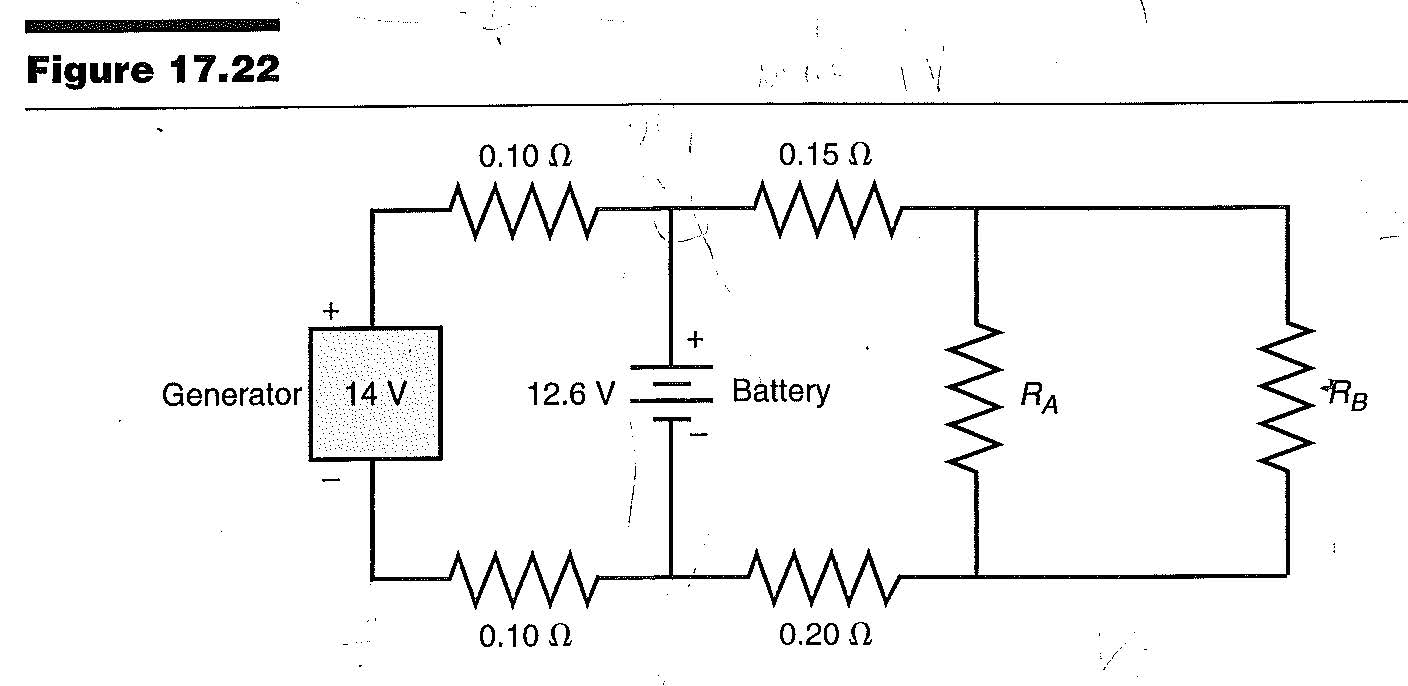 Figure 17.22
0.10 Ω
0.15 Ω
+
+
Generator
14 V
12.6 V
Battery
R_A
R_B
−
−
0.10 Ω
0.20 Ω